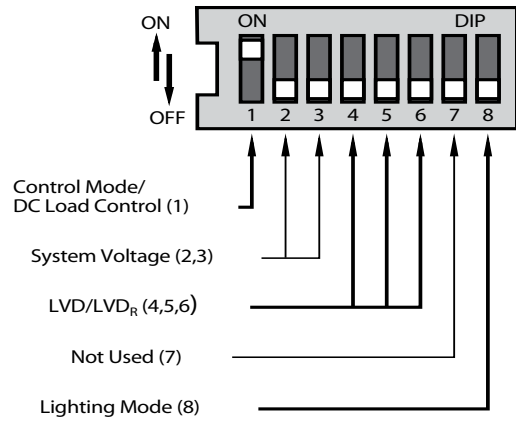 ON
OFF
ON DIP
1 2 3 4 5 6 7 8
Control Mode/
DC Load Control (1)
System Voltage (2,3)
LVD/LVD_R (4,5,6)
Not Used (7)
Lighting Mode (8)